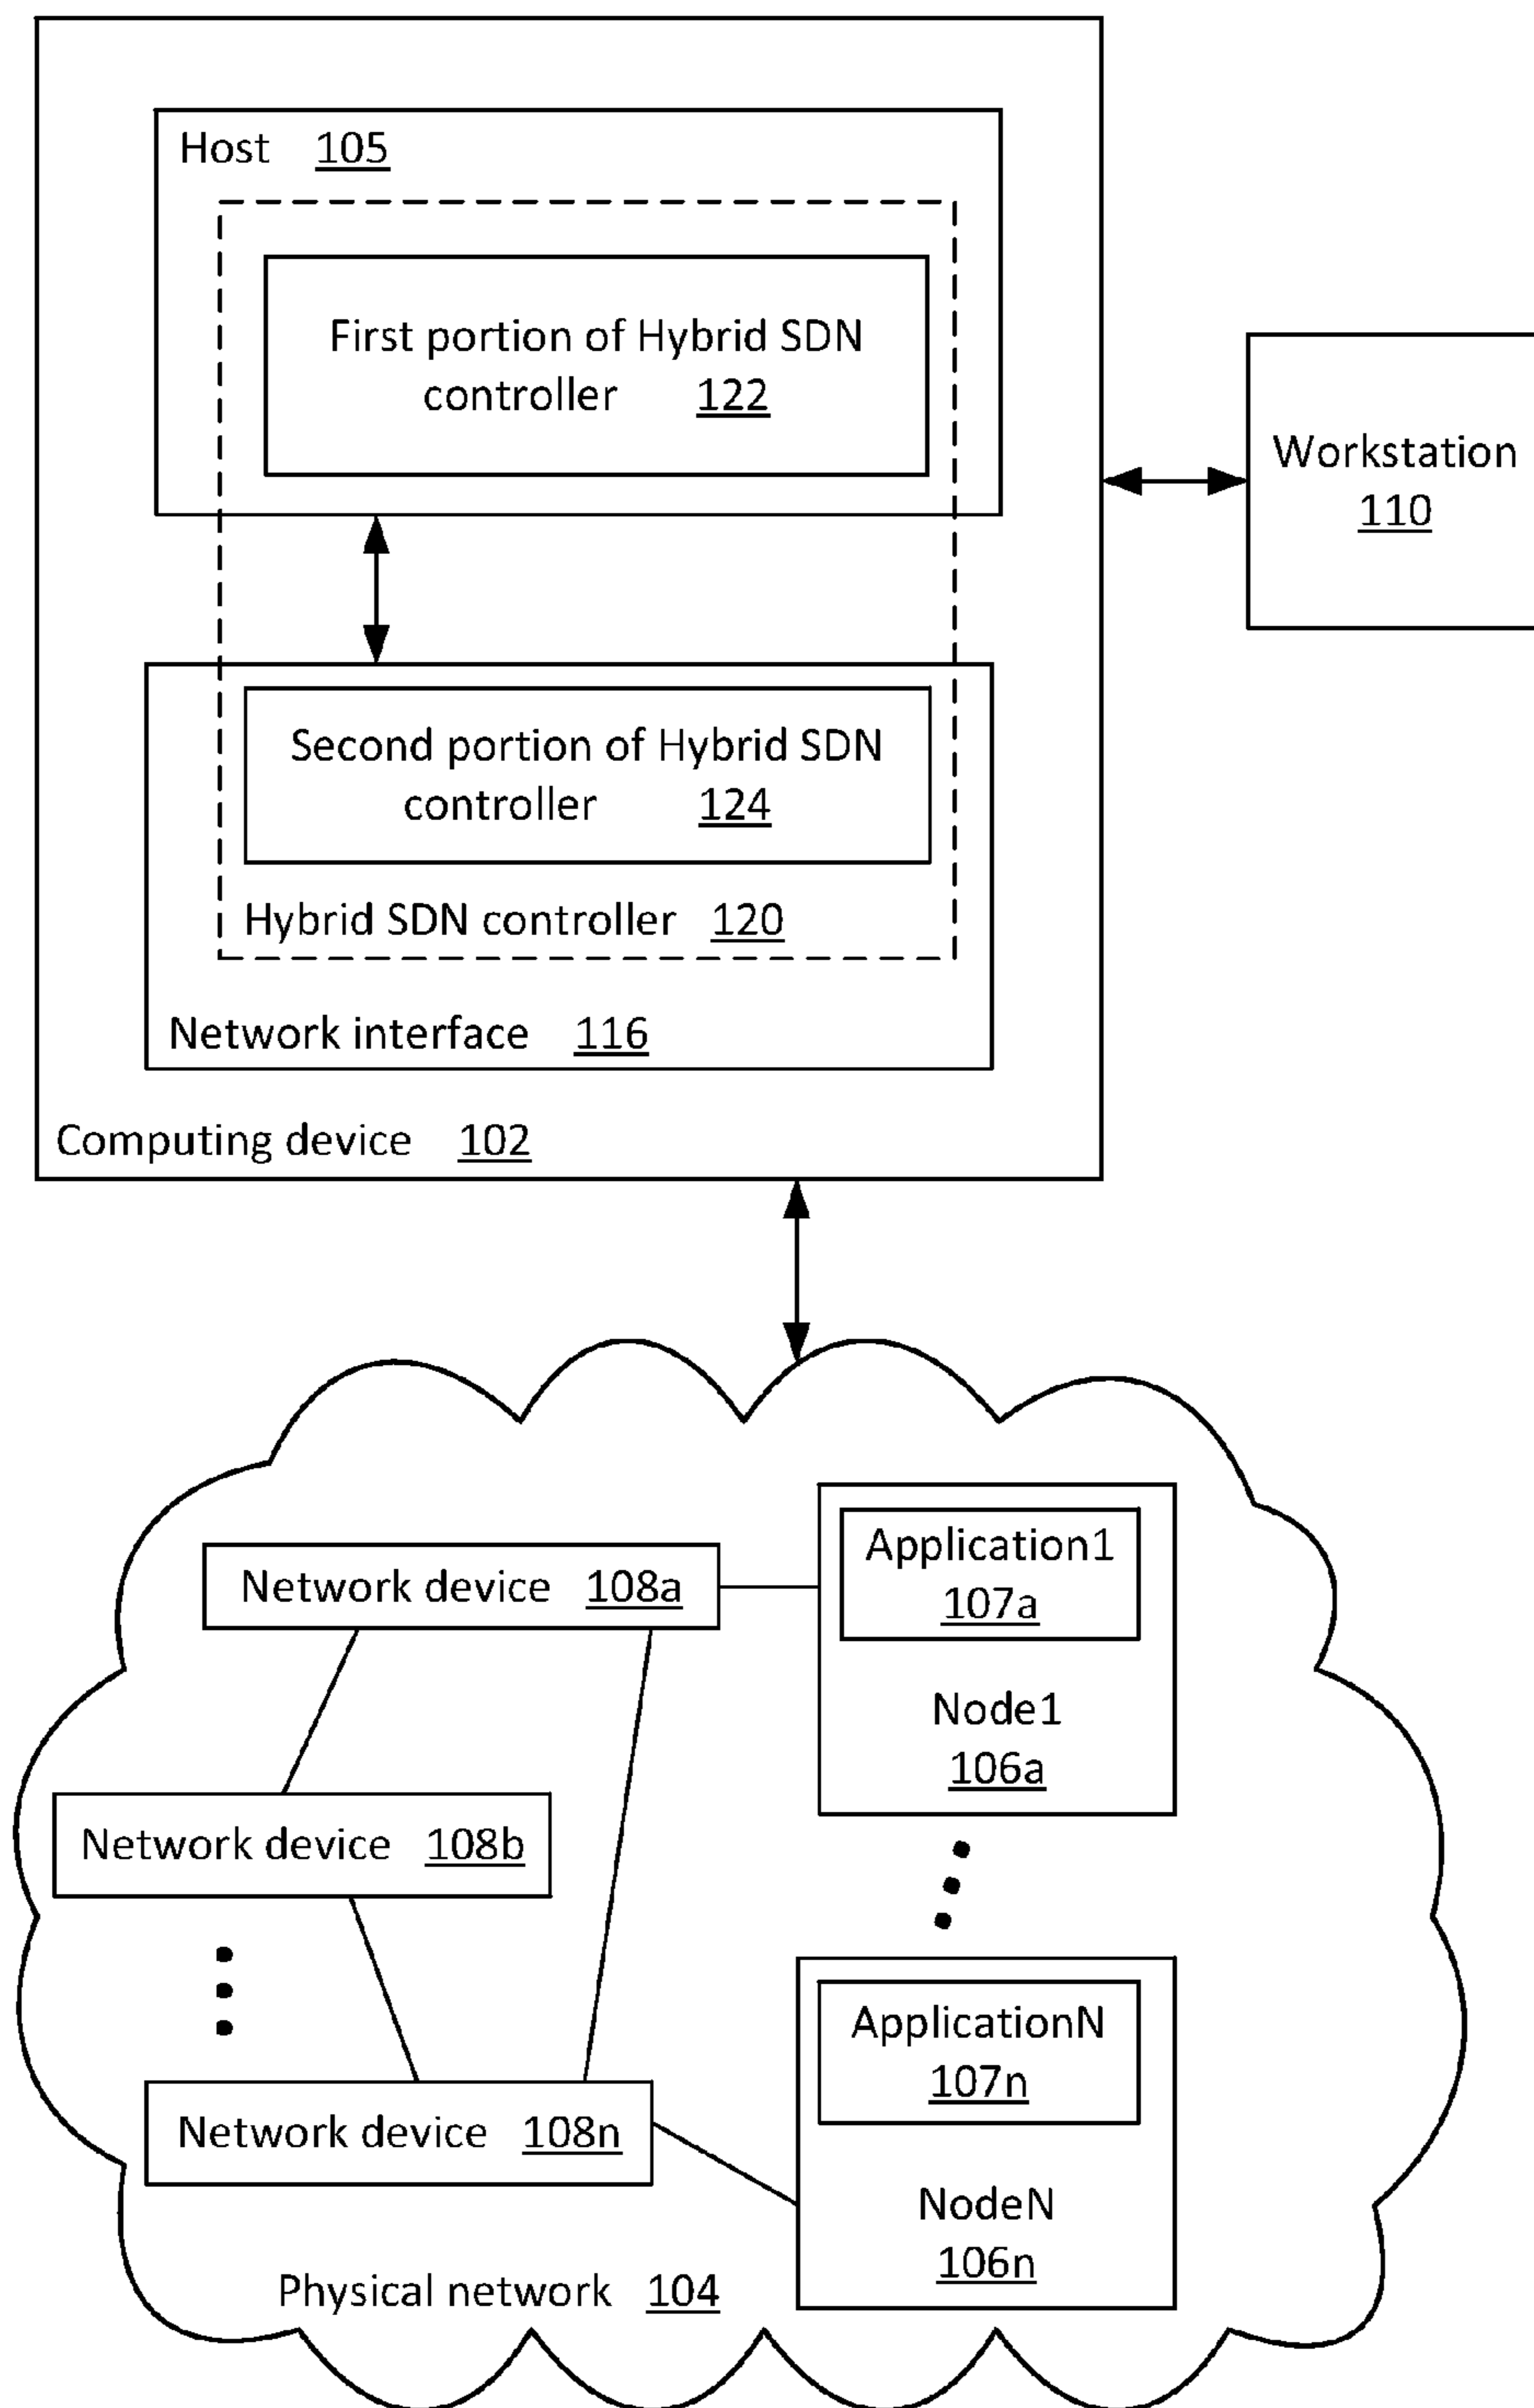 Host 105
First portion of Hybrid SDN
controller 122
Workstation
110
Second portion of Hybrid SDN
controller 124
Hybrid SDN controller 120
Network interface 116
Computing device 102
Application1
107a
Network device 108a
Node1
106a
Network device 108b
ApplicationN
107n
Network device 108n
NodeN
106n
Physical network 104